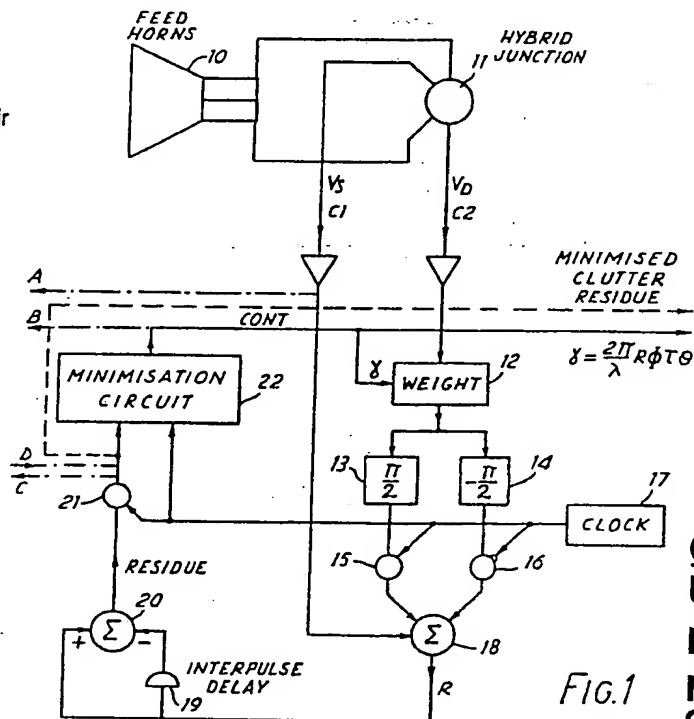 FEED
HORNS
10
HYBRID
JUNCTION
11
ir
VS
C1
VD
C2
MINIMISED
CLUTTER
RESIDUE
A
B
CONT
γ = 2π/λ RΦTΘ
MINIMISATION
CIRCUIT
22
γ
WEIGHT
12
D
C
21
13
π/2
-π/2
14
17
CLOCK
15
16
RESIDUE
Σ
20
+
-
Σ
18
INTERPULSE
DELAY
19
R
FIG.1